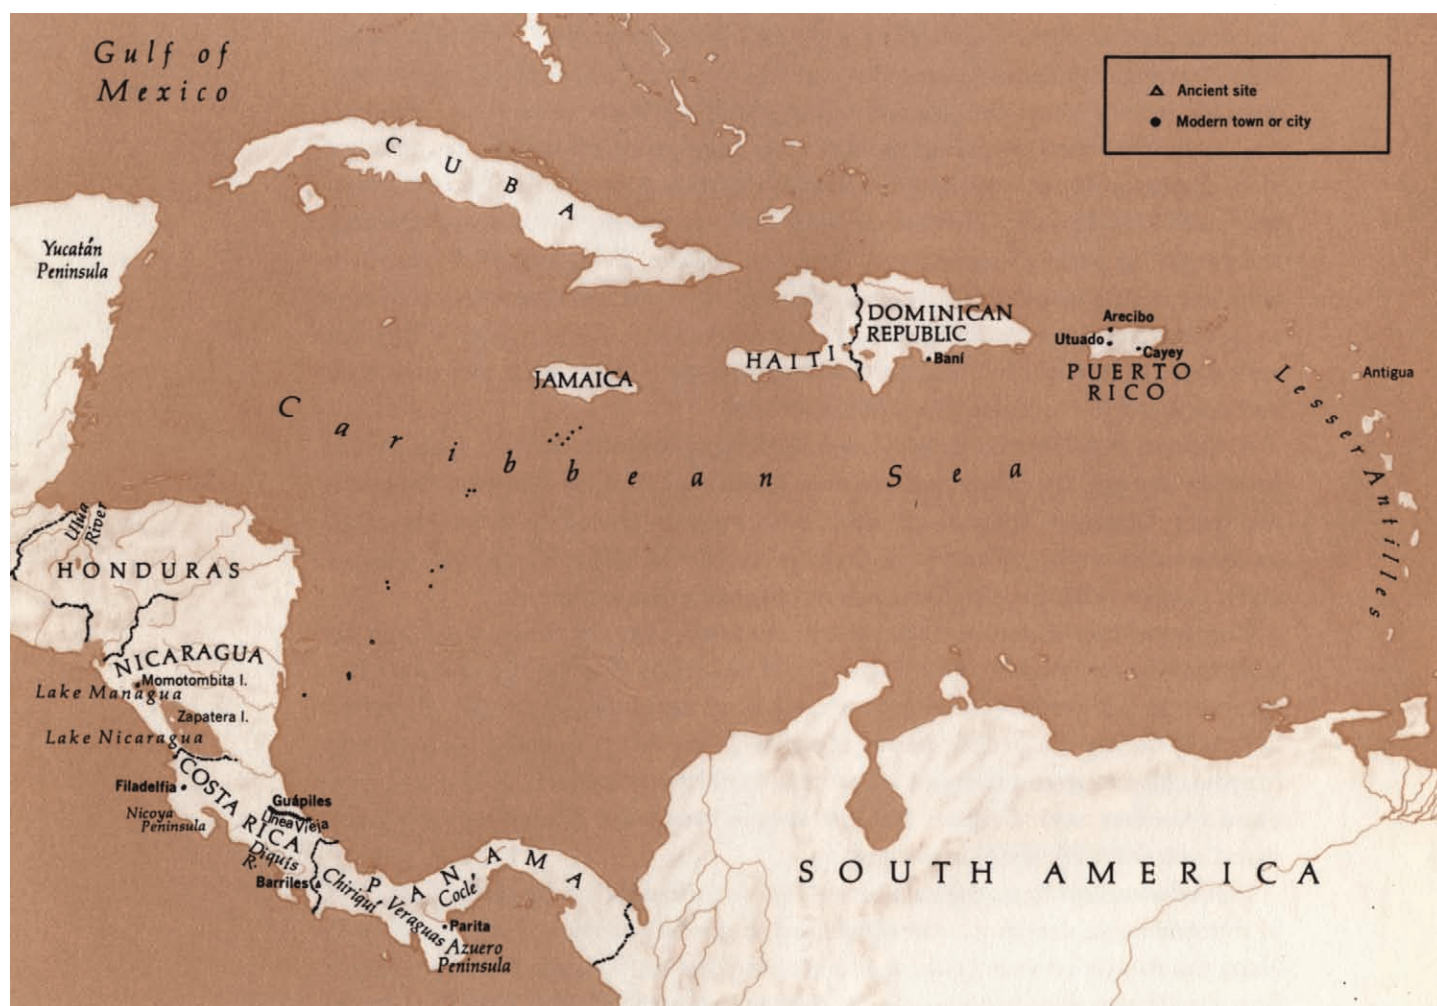 Gulf of
Mexico
Ancient site
Modern town or city
CUBA
Yucatán
Peninsula
DOMINICAN
REPUBLIC
HAITI
Baní
Arecibo
Utuado
Cayey
PUERTO
RICO
JAMAICA
Antigua
Lesser Antilles
Caribbean Sea
Ulúa
River
HONDURAS
NICARAGUA
Momotombita I.
Lake Managua
Zapatera I.
Lake Nicaragua
COSTA RICA
Filadelfia
Guápiles
Línea Vieja
Nicoya
Peninsula
Diquís
R.
Barriles
Chiriquí
PANAMA
Coclé
Veraguas
Parita
Azuero
Peninsula
SOUTH AMERICA